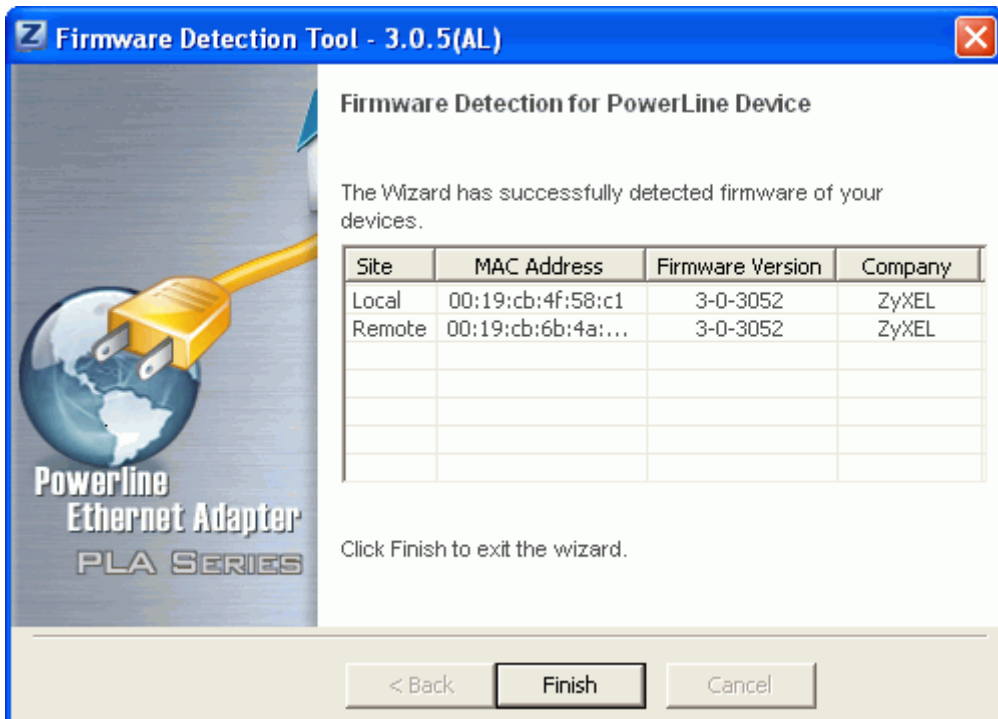 Firmware Detection Tool - 3.0.5(AL)
Firmware Detection for PowerLine Device
The Wizard has successfully detected firmware of your
devices.
Site MAC Address Firmware Version Company
Local 00:19:cb:4f:58:c1 3-0-3052 ZyXEL
Remote 00:19:cb:6b:4a:... 3-0-3052 ZyXEL
Powerline
Ethernet Adapter
PLA SERIES
Click Finish to exit the wizard.
< Back Finish Cancel